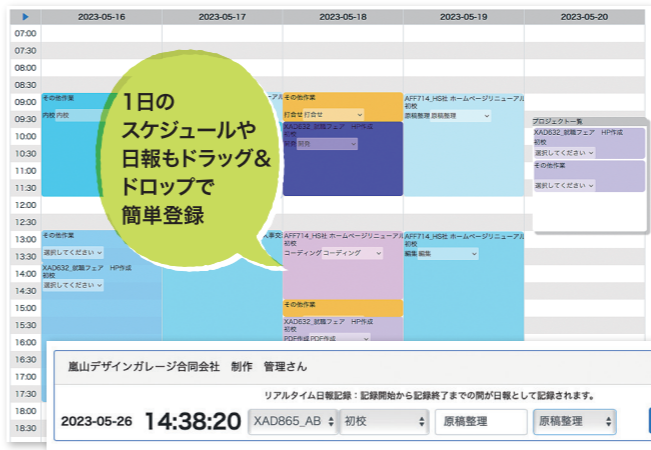 2023-05-16
2023-05-17
2023-05-18
2023-05-19
2023-05-20
07:00
07:30
08:00
08:30
09:00
09:30
10:00
10:30
11:00
11:30
12:00
12:30
13:00
13:30
14:00
14:30
15:00
15:30
16:00
16:30
17:00
17:30
18:00
18:30
その他作業
内校 内校
その他作業
選択してください
XAD632_就職フェア HP作成
初校
選択してください
1日の
スケジュールや
日報もドラッグ&
ドロップで
簡単登録
その他作業
打合せ 打合せ
XAD632_就職フェア HP作成
初校
AFF714_HS社 ホームページリニューアル
初校
コーディング コーディング
その他作業
XAD632_就職フェア HP作成
初校
PDF作成 PDF作成
AFF714_HS社 ホームページリニューアル
原稿整理 原稿整理
AFF714_HS社 ホームページリニューアル
初校
編集 編集
プロジェクト一覧
XAD632_就職フェア HP作成
初校
選択してください
その他作業
選択してください
嵐山デザインガレージ合同会社 制作 管理さん
リアルタイム日報記録:記録開始から記録終了までの間が日報として記録されます。
2023-05-26 14:38:20 XAD865_AB 初校 原稿整理 原稿整理